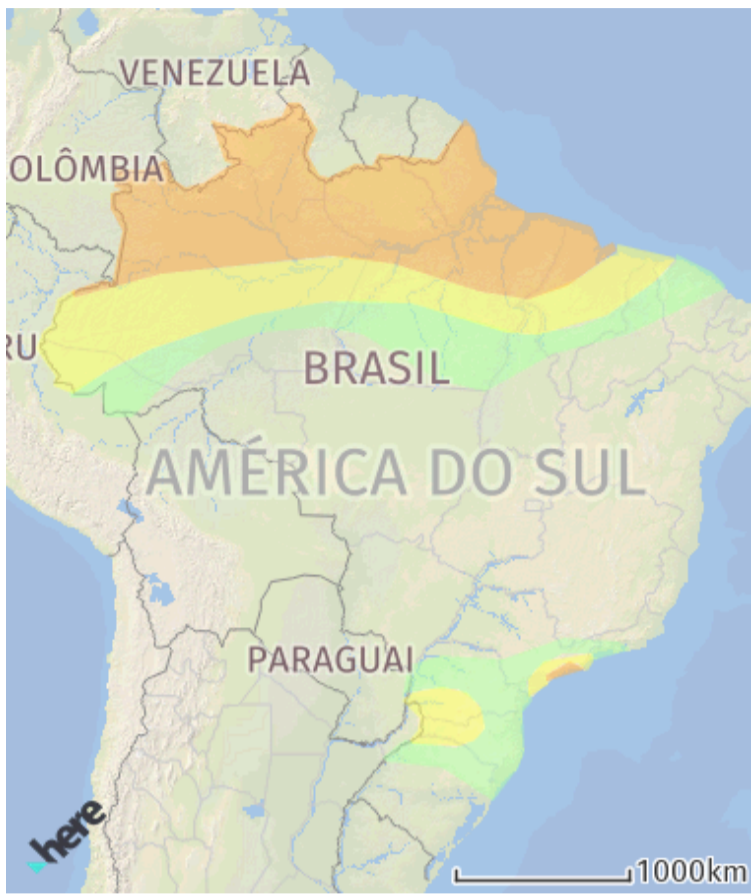 VENEZUELA
OLÔMBIA
RU
BRASIL
AMÉRICA DO SUL
PARAGUAI
here
1000km